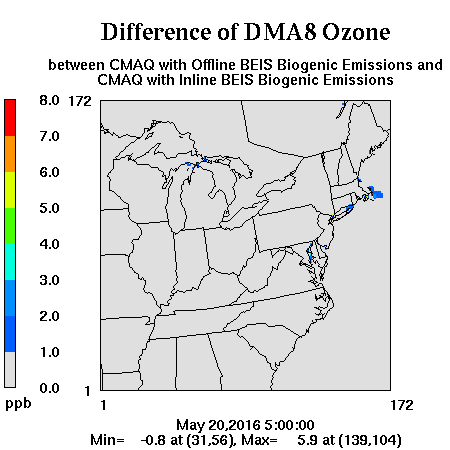 Difference of DMA8 Ozone
between CMAQ with Offline BEIS Biogenic Emissions and
CMAQ with Inline BEIS Biogenic Emissions
8.0
7.0
6.0
5.0
4.0
3.0
2.0
1.0
0.0
ppb
172
1
1
172
May 20,2016 5:00:00
Min= -0.8 at (31,56), Max= 5.9 at (139,104)